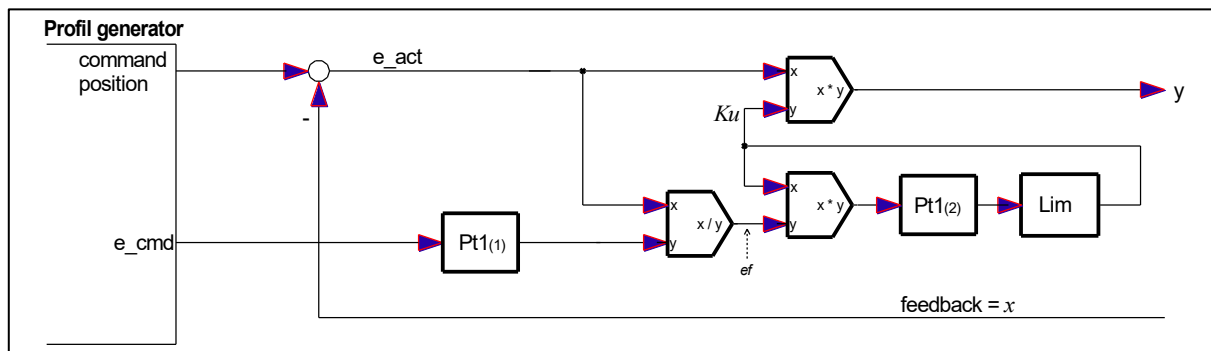 Profil generator
command
position
e_act
-
x
y
x * y
y
Ku
x
y
x * y
Pt1(2)
Lim
x
y
x / y
e_cmd
Pt1(1)
ef
feedback = x